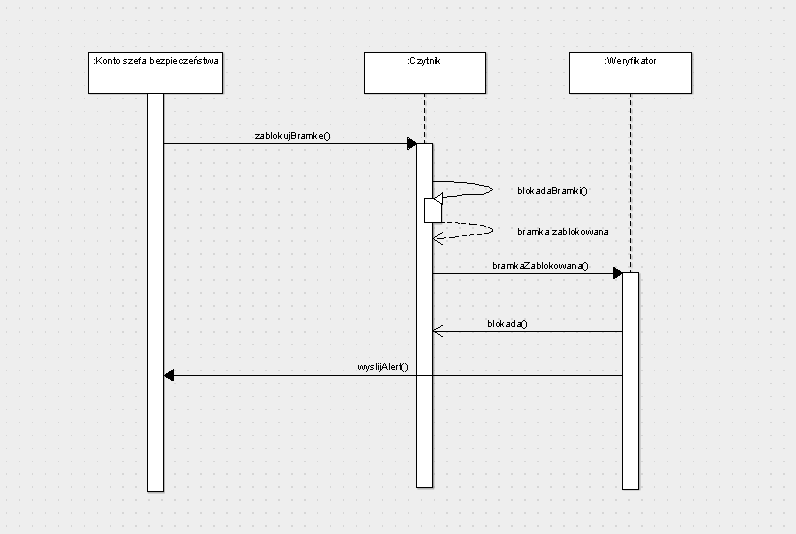 :Konto szefa bezpieczeństwa
:Czytnik
:Weryfikator
zablokujBramke()
blokadaBramki()
bramka zablokowana
bramkaZablokowana()
blokada()
wyslijAlert()